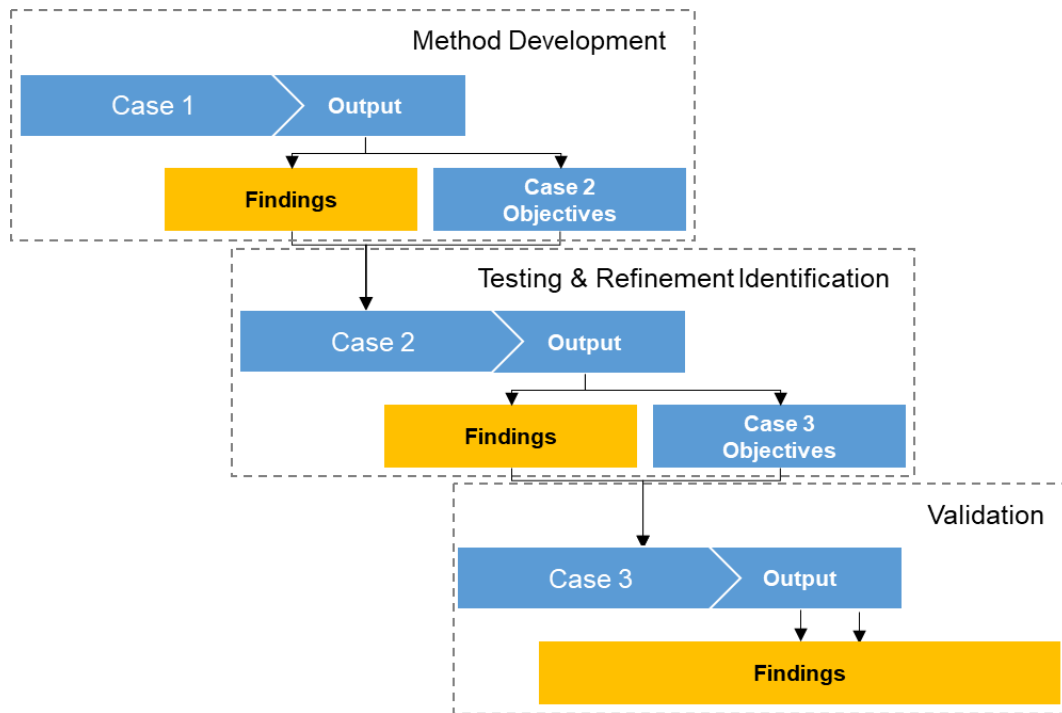 Method Development
Case 1
Output
Findings
Case 2
Objectives
Testing & Refinement Identification
Case 2
Output
Findings
Case 3
Objectives
Validation
Case 3
Output
Findings